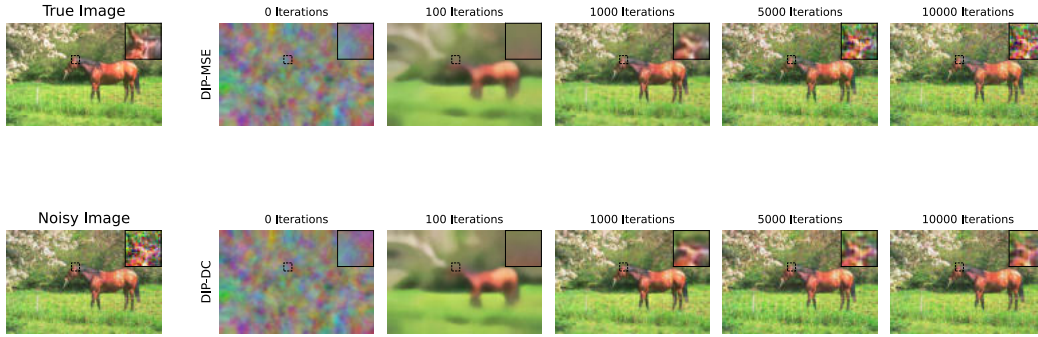 True Image
0 Iterations
100 Iterations
1000 Iterations
5000 Iterations
10000 Iterations
DIP-MSE
Noisy Image
0 Iterations
100 Iterations
1000 Iterations
5000 Iterations
10000 Iterations
DIP-DC